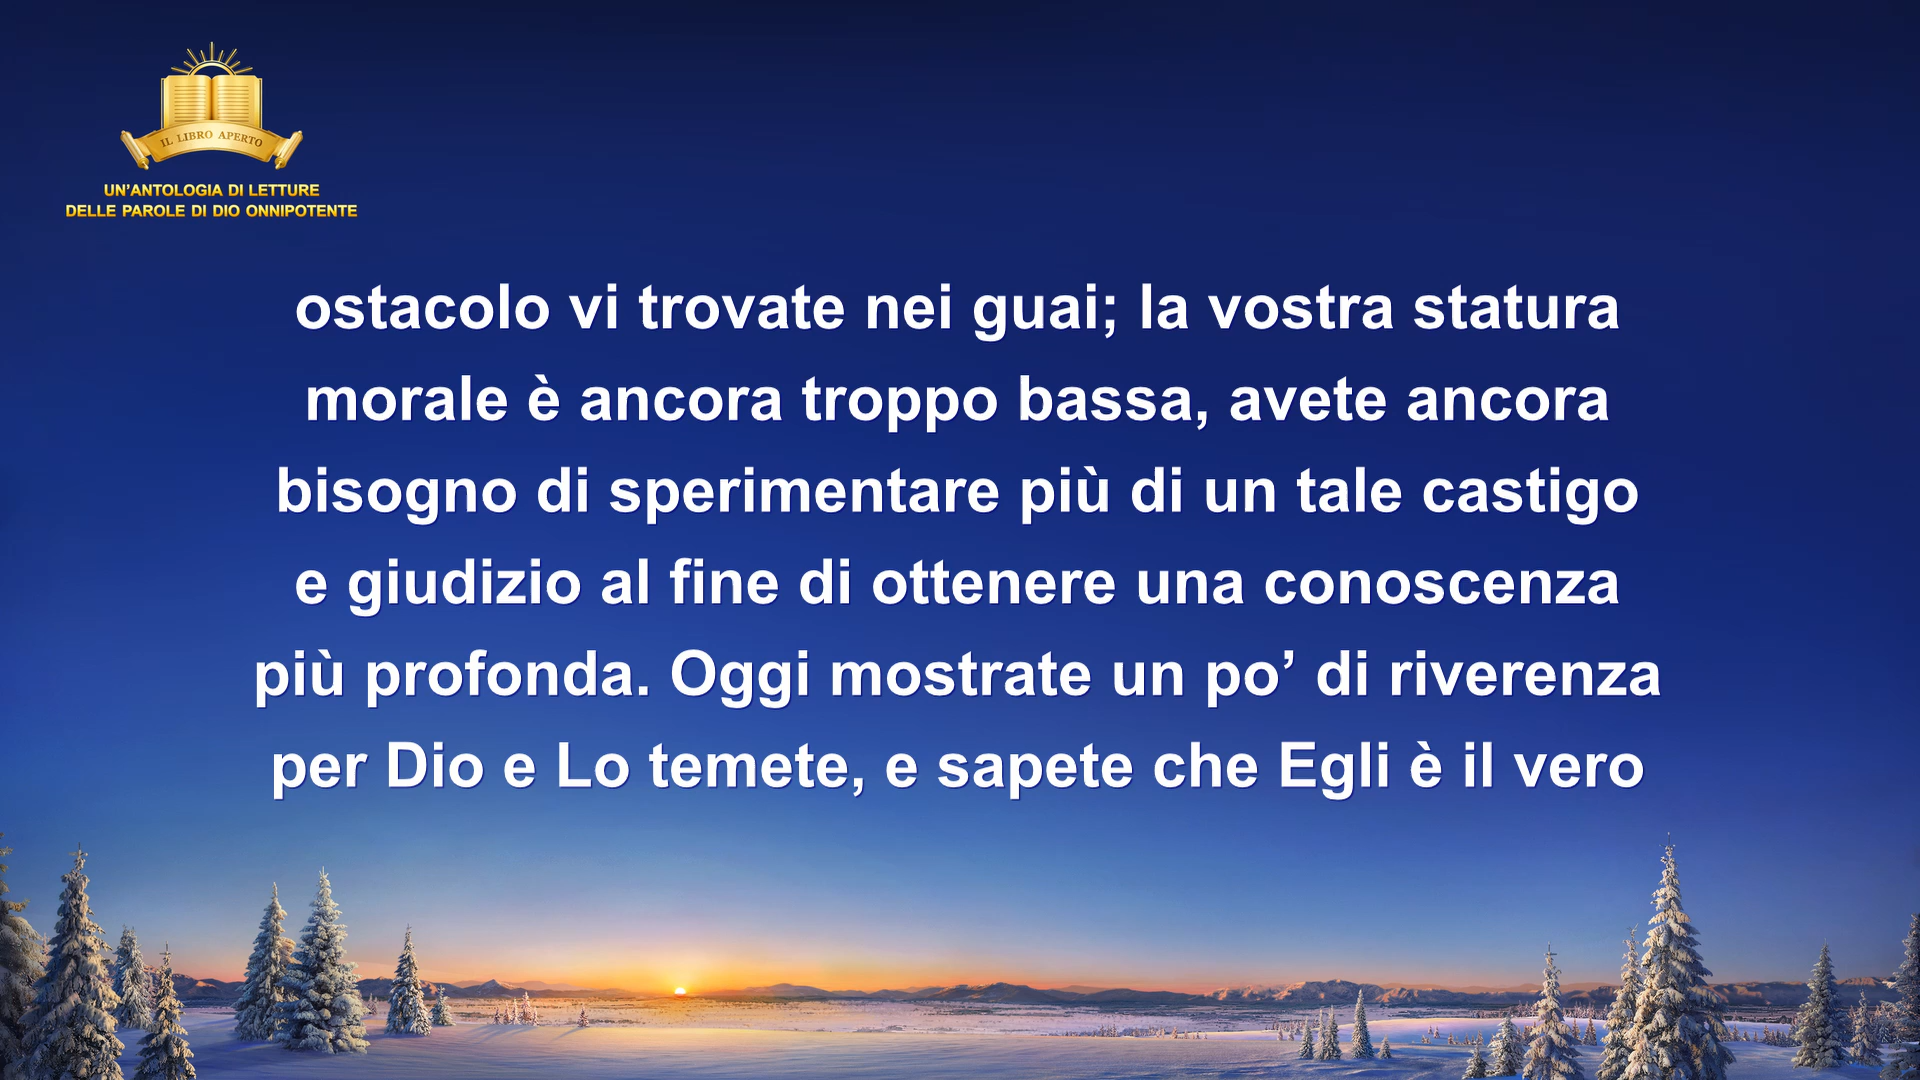 IL LIBRO APERTO
UN’ANTOLOGIA DI LETTURE
DELLE PAROLE DI DIO ONNIPOTENTE
ostacolo vi trovate nei guai; la vostra statura
morale è ancora troppo bassa, avete ancora
bisogno di sperimentare più di un tale castigo
e giudizio al fine di ottenere una conoscenza
più profonda. Oggi mostrate un po’ di riverenza
per Dio e Lo temete, e sapete che Egli è il vero